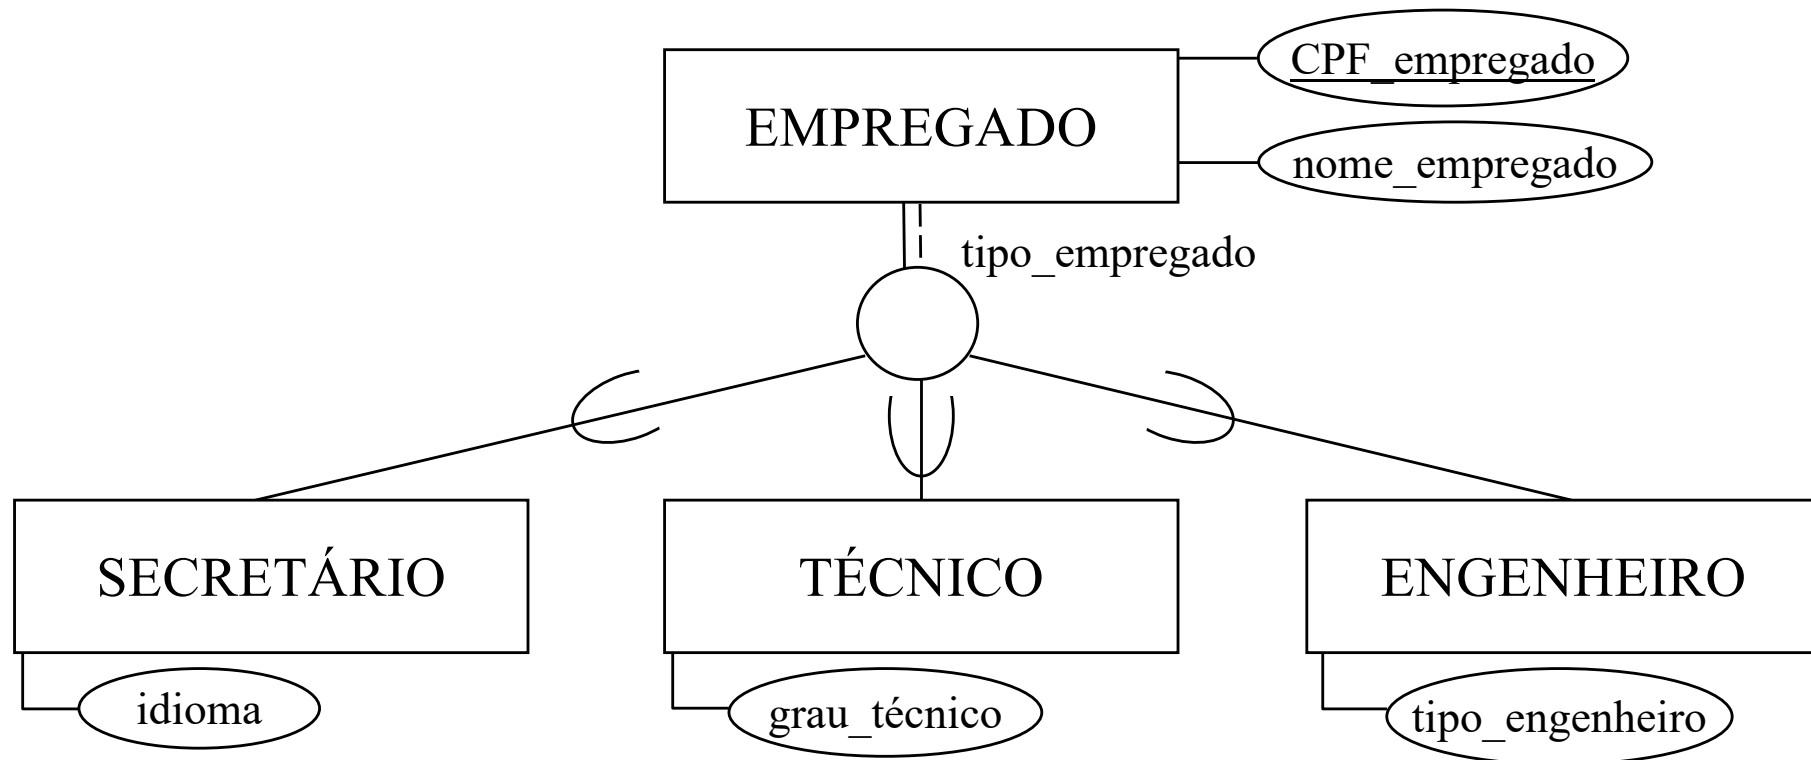 CPF_empregado
EMPREGADO
nome_empregado
tipo_empregado
SECRETÁRIO
TÉCNICO
ENGENHEIRO
idioma
grau_técnico
tipo_engenheiro